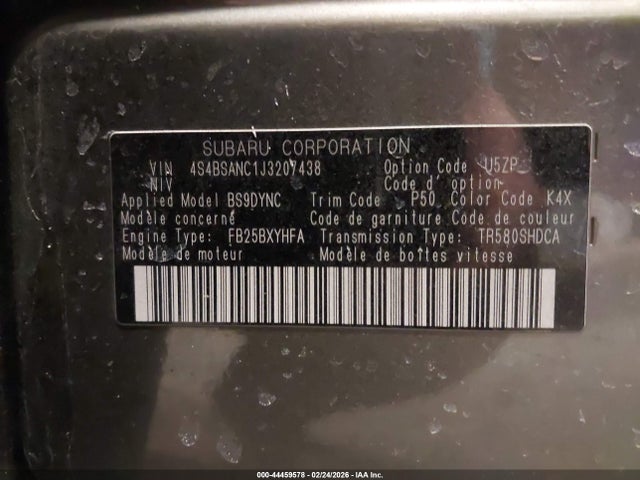 SUBARU CORPORATION
VIN 4S4BSANC1J3207438 Option Code U5ZP
NIV Code d' option
Applied Model BS9DYNC Trim Code P50 Color Code K4X
Modèle concerné Code de garniture Code de couleur
Engine Type: FB25BXYHFA Transmission Type: TR580SHDCA
Modèle de moteur Modèle de boîtes vitesse
000-44459578 - 02/24/2026 - IAA Inc.